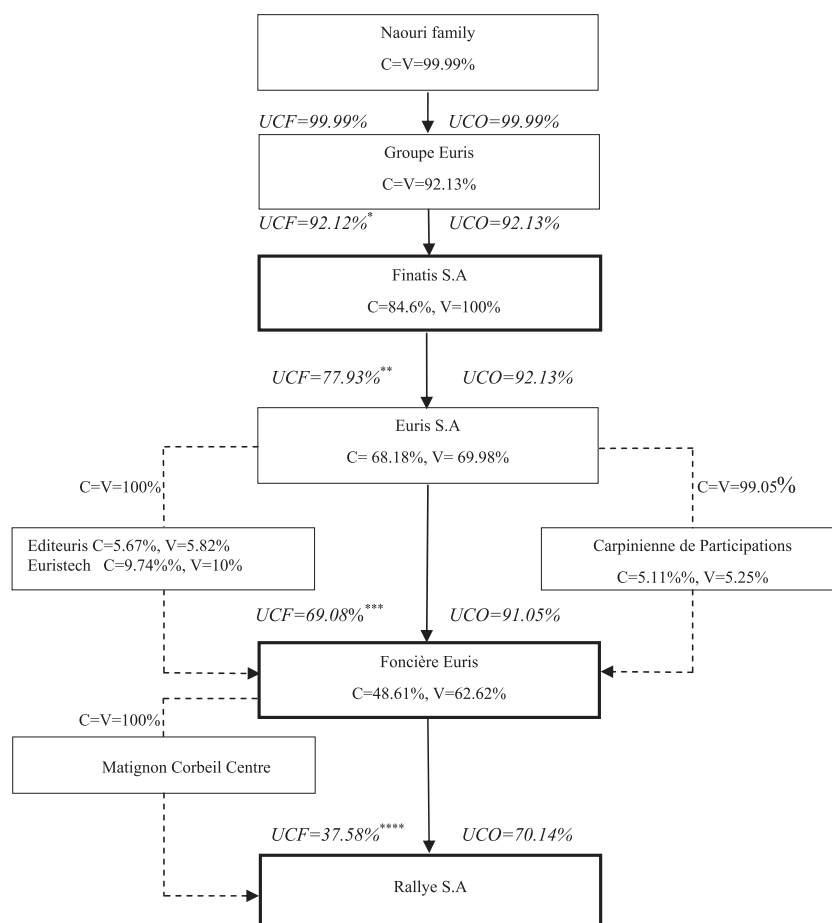 Naouri family
C=V=99.99%
UCF=99.99% UCO=99.99%
Groupe Euris
C=V=92.13%
UCF=92.12%* UCO=92.13%
Finatis S.A
C=84.6%, V=100%
UCF=77.93%** UCO=92.13%
Euris S.A
C= 68.18%, V= 69.98%
C=V=100%
C=V=99.05%
Editeuris C=5.67%, V=5.82%
Euristech C=9.74%%, V=10%
Carpinienne de Participations
C=5.11%%, V=5.25%
UCF=69.08%*** UCO=91.05%
Foncière Euris
C=48.61%, V=62.62%
C=V=100%
Matignon Corbeil Centre
UCF=37.58%**** UCO=70.14%
Rallye S.A